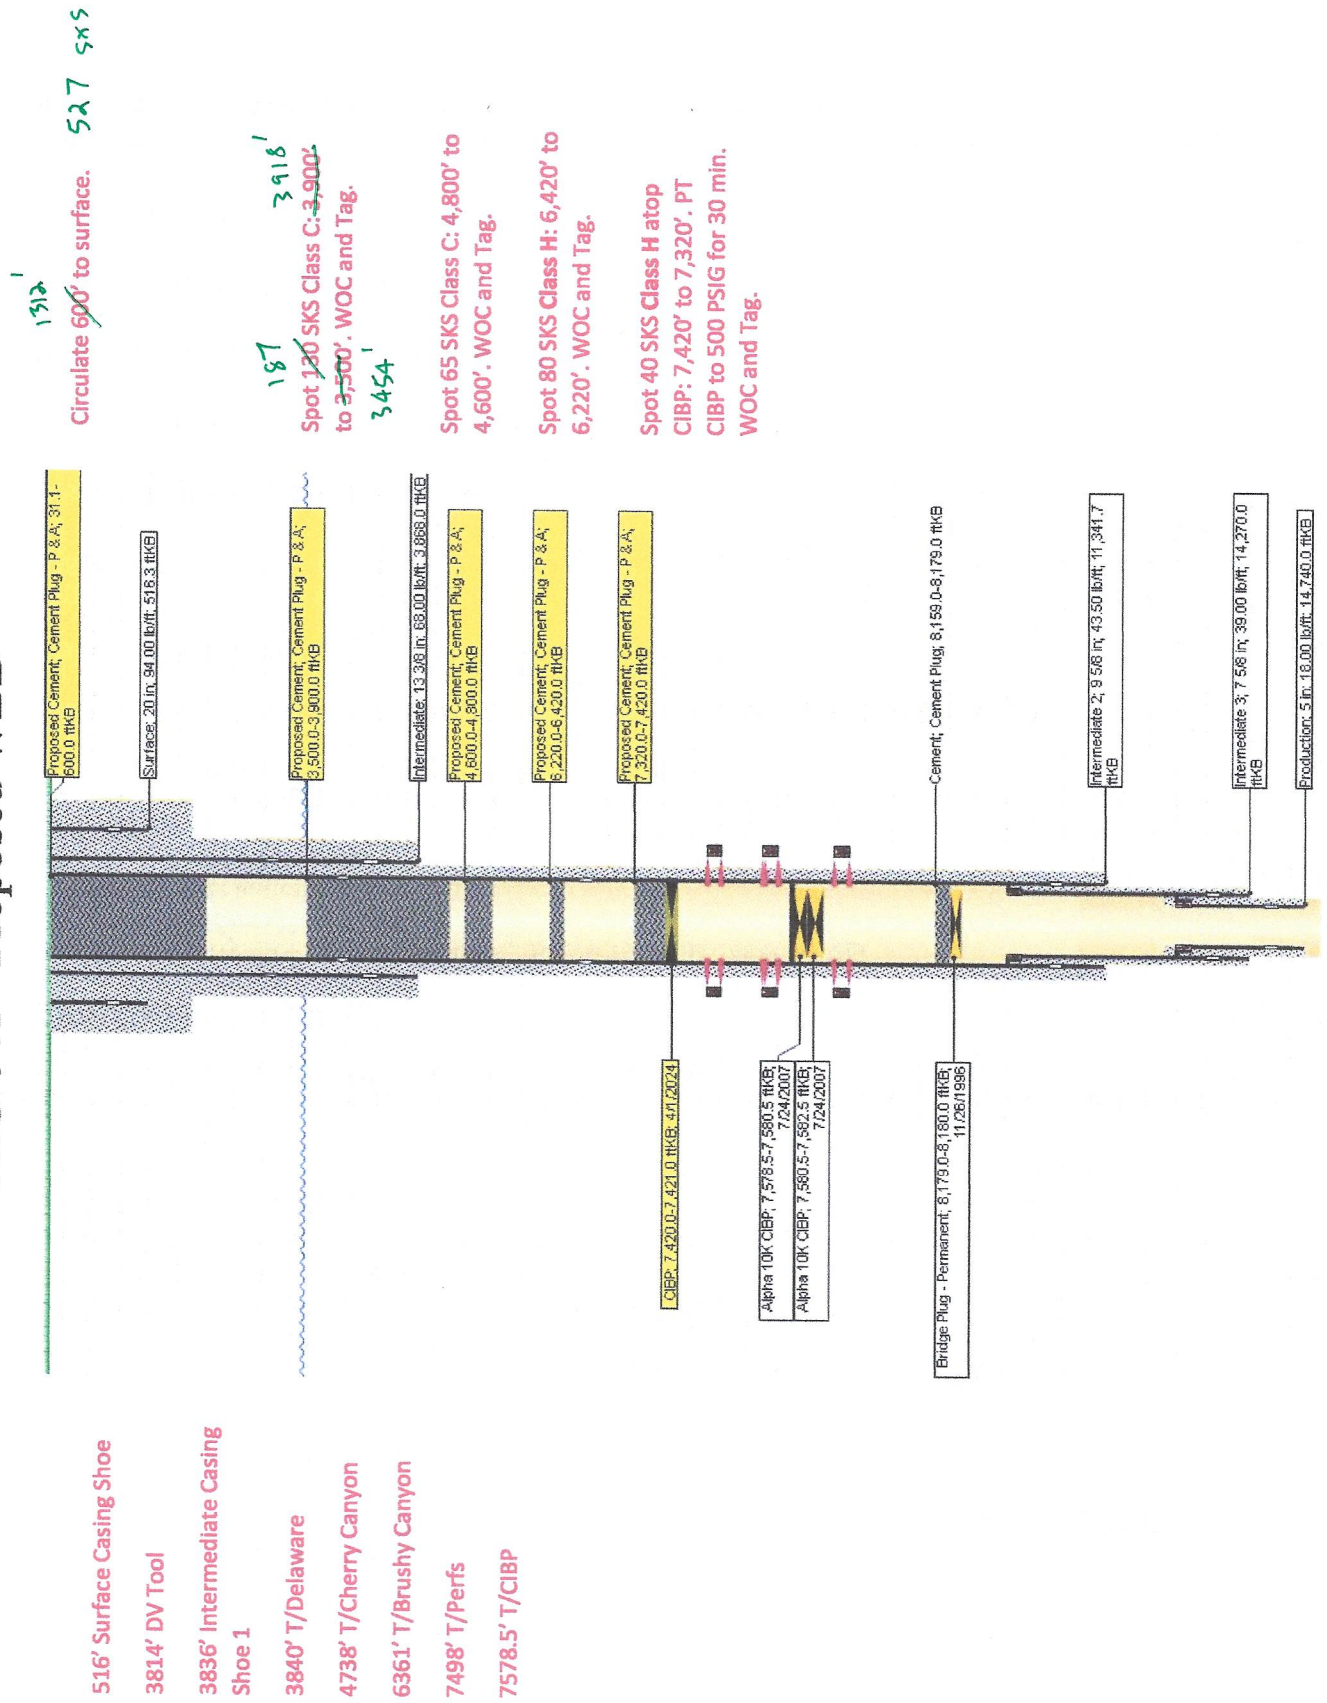 Proposed
516' Surface Casing Shoe
3814' DV Tool
3836' Intermediate Casing
Shoe 1
3840' T/Delaware
4738' T/Cherry Canyon
6361' T/Brushy Canyon
7498' T/Perfs
7578.5' T/CIBP
CIBP; 7,420.0-7,421.0 ftKB; 4/1/2024
Alpha 10K CIBP; 7,578.5-7,580.5 ftKB;
7/24/2007
Alpha 10K CIBP; 7,580.5-7,582.5 ftKB;
7/24/2007
Bridge Plug - Permanent; 8,179.0-8,180.0 ftKB;
11/26/1996
Proposed Cement; Cement Plug - P & A; 31.1-
600.0 ftKB
Surface; 20 in; 94.00 lb/ft; 516.3 ftKB
Proposed Cement; Cement Plug - P & A;
3,500.0-3,900.0 ftKB
Intermediate; 13 3/8 in; 68.00 lb/ft; 3,868.0 ftKB
Proposed Cement; Cement Plug - P & A;
4,600.0-4,800.0 ftKB
Proposed Cement; Cement Plug - P & A;
6,220.0-6,420.0 ftKB
Proposed Cement; Cement Plug - P & A;
7,320.0-7,420.0 ftKB
Cement; Cement Plug; 8,159.0-8,179.0 ftKB
Intermediate 2; 9 5/8 in; 43.50 lb/ft; 11,341.7
ftKB
Intermediate 3; 7 5/8 in; 39.00 lb/ft; 14,270.0
ftKB
Production; 5 in; 18.00 lb/ft; 14,740.0 ftKB
1312'
Circulate 600' to surface. 527 sxs
187 3918'
Spot 130 SKS Class C: 3,900'
to 3,500'. WOC and Tag.
3454'
Spot 65 SKS Class C: 4,800' to
4,600'. WOC and Tag.
Spot 80 SKS Class H: 6,420' to
6,220'. WOC and Tag.
Spot 40 SKS Class H atop
CIBP: 7,420' to 7,320'. PT
CIBP to 500 PSIG for 30 min.
WOC and Tag.